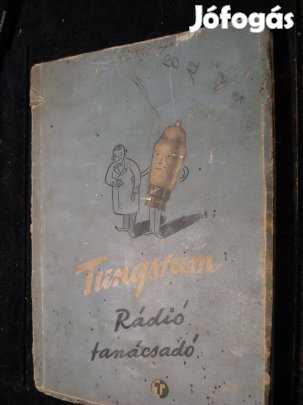 Jófogás
Tungsram
Rádió
tanácsadó